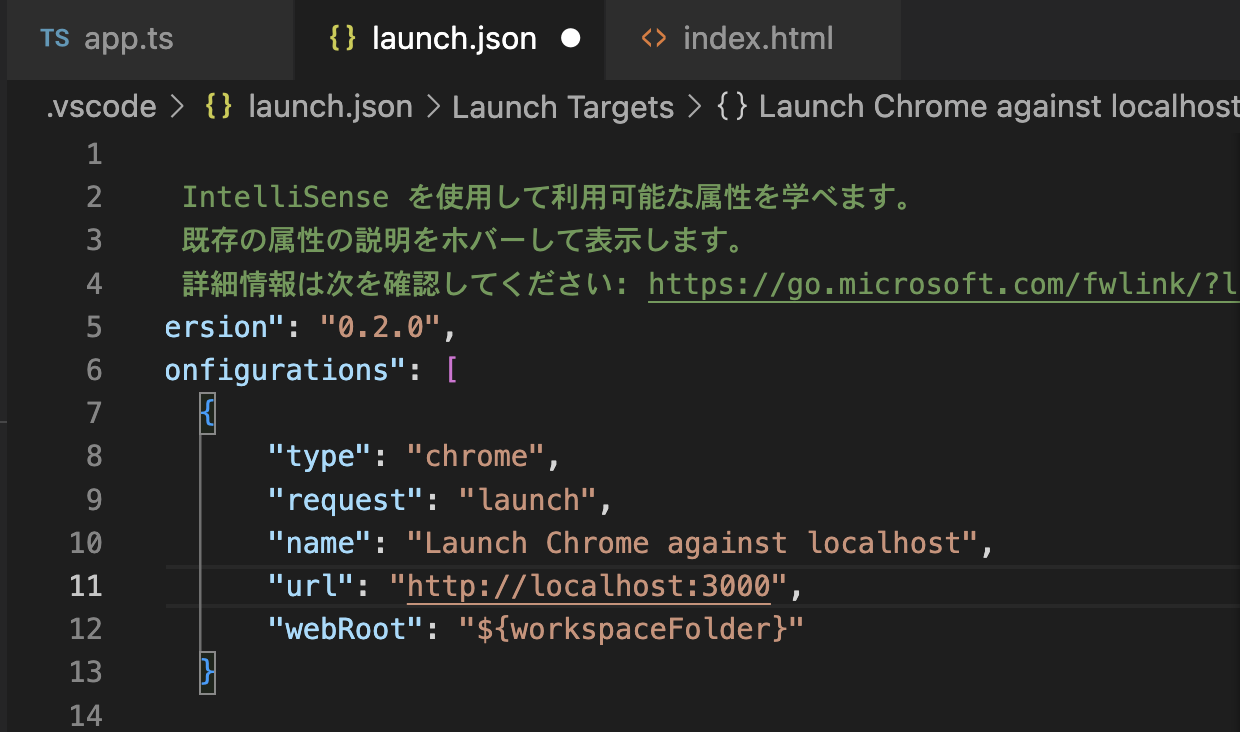 TS app.ts {} launch.json ● <> index.html
.vscode > {} launch.json > Launch Targets > {} Launch Chrome against localhost
1
2 IntelliSense を使用して利用可能な属性を学べます。
3 既存の属性の説明をホバーして表示します。
4 詳細情報は次を確認してください: https://go.microsoft.com/fwlink/?l
5 ersion": "0.2.0",
6 onfigurations": [
7 {
8 "type": "chrome",
9 "request": "launch",
10 "name": "Launch Chrome against localhost",
11 "url": "http://localhost:3000",
12 "webRoot": "${workspaceFolder}"
13 }
14